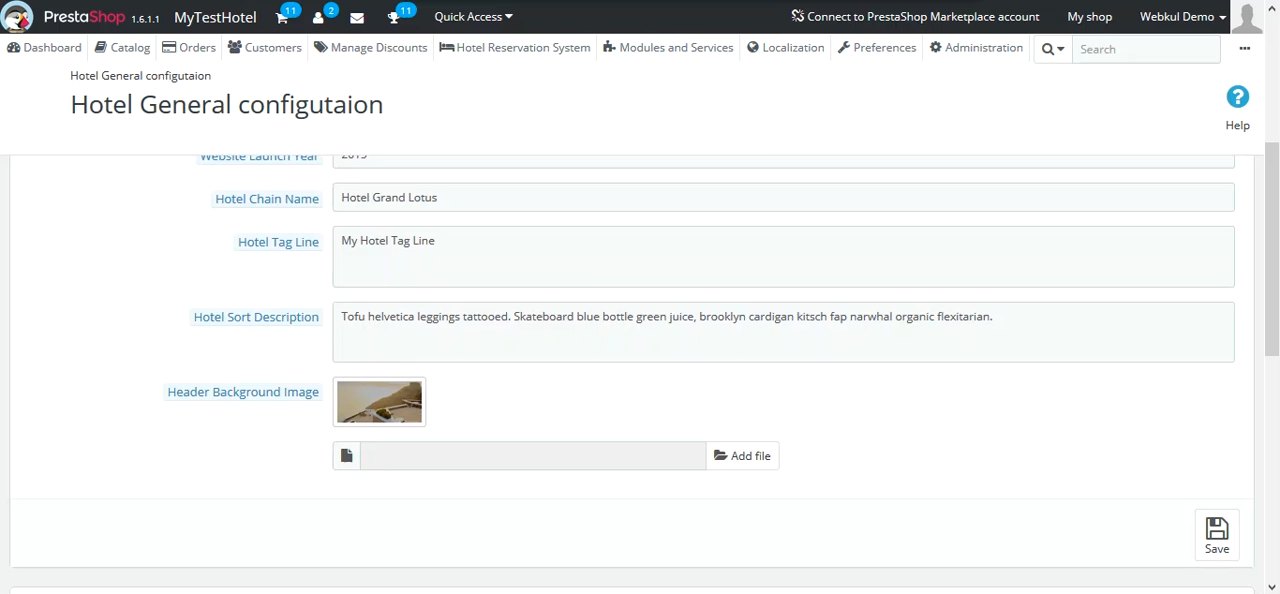 PrestaShop 1.6.1.1 MyTestHotel 11 2 11 Quick Access Connect to PrestaShop Marketplace account My shop Webkul Demo
Dashboard Catalog Orders Customers Manage Discounts Hotel Reservation System Modules and Services Localization Preferences Administration Search
Hotel General configutaion
Hotel General configutaion
Help
Website Launch Year 2015
Hotel Chain Name Hotel Grand Lotus
Hotel Tag Line My Hotel Tag Line
Hotel Sort Description Tofu helvetica leggings tattooed. Skateboard blue bottle green juice, brooklyn cardigan kitsch fap narwhal organic flexitarian.
Header Background Image
Add file
Save